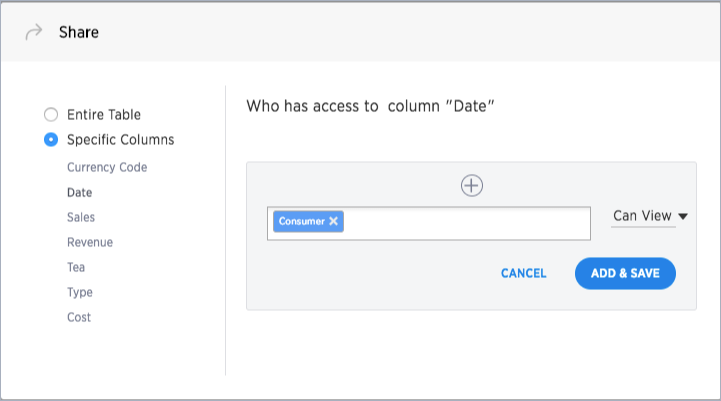 Share
Entire Table
Specific Columns
Currency Code
Date
Sales
Revenue
Tea
Type
Cost
Who has access to column "Date"
Consumer
Can View
CANCEL
ADD & SAVE